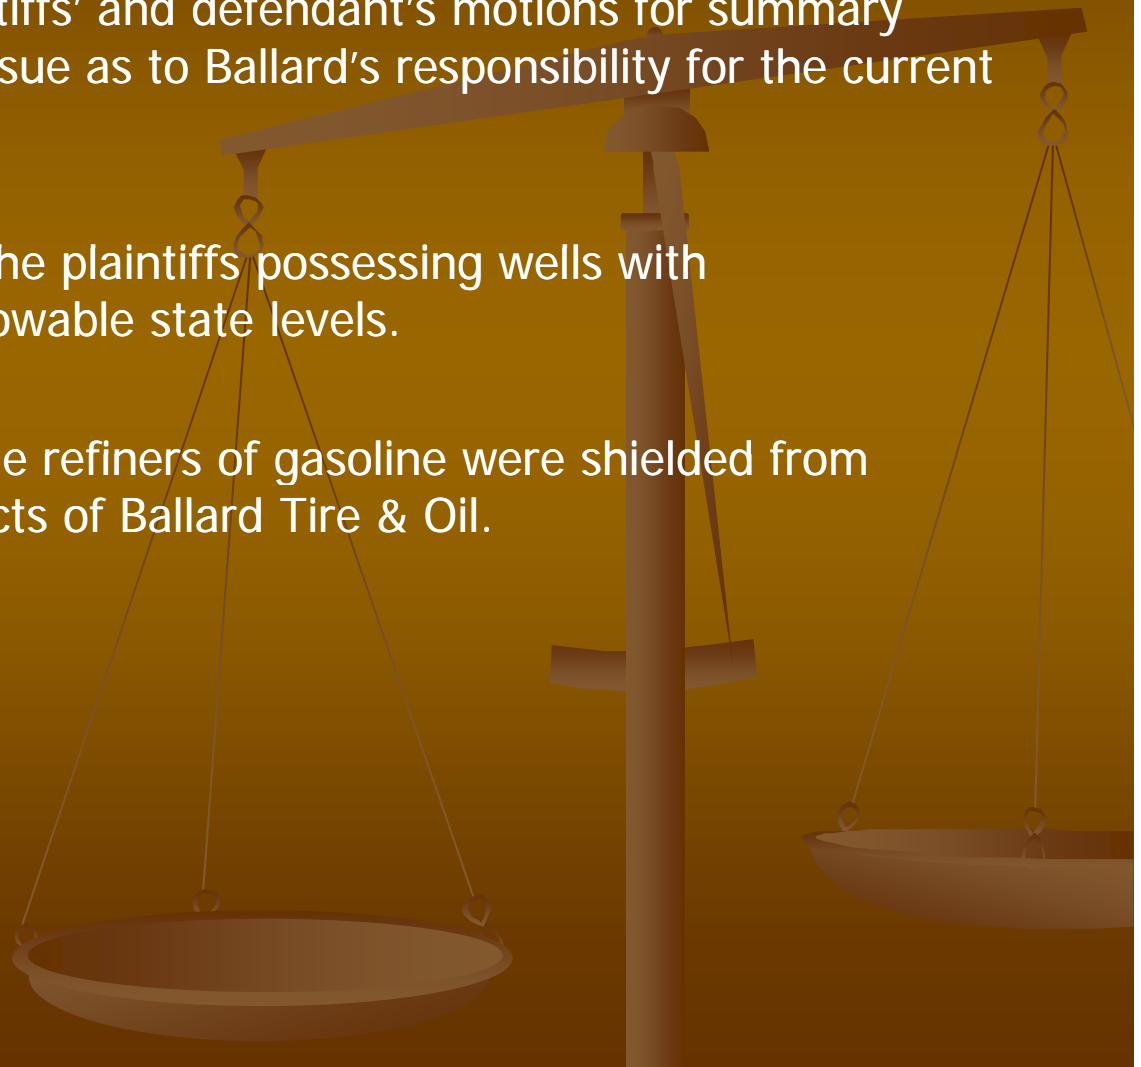 tiffs' and defendant's motions for summary
sue as to Ballard's responsibility for the current
he plaintiffs possessing wells with
owable state levels.
e refiners of gasoline were shielded from
cts of Ballard Tire & Oil.